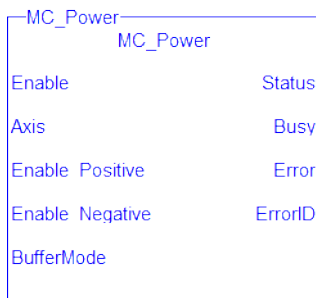 MC_Power
MC_Power
Enable Status
Axis Busy
Enable Positive Error
Enable Negative ErrorID
BufferMode